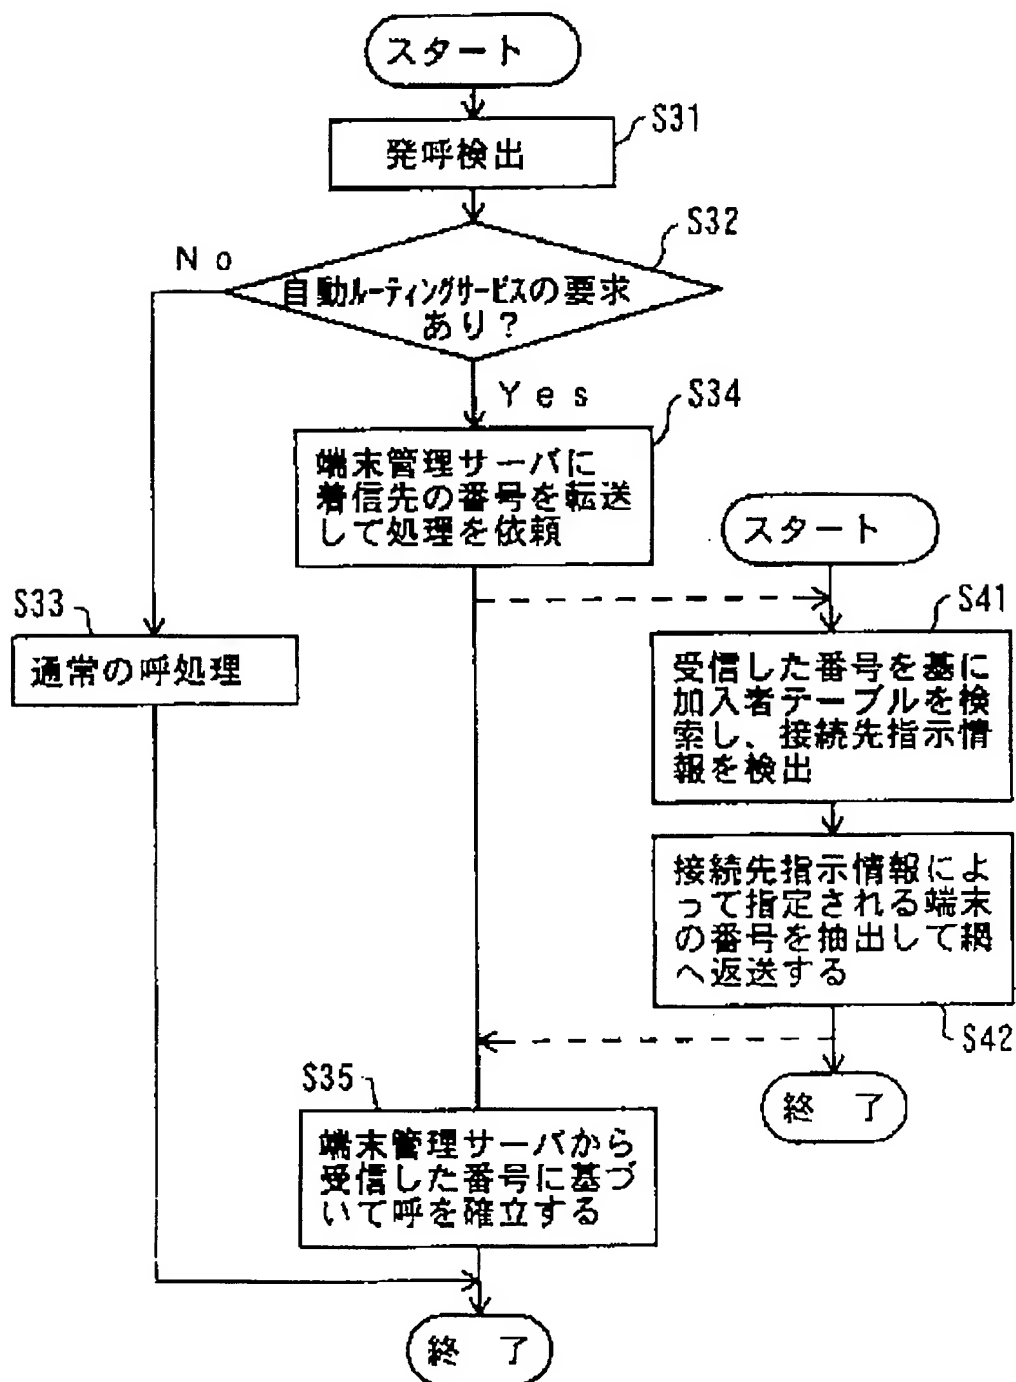 スタート
S31
発呼検出
S32
No
自動ルーティングサービスの要求
あり?
Yes
S34
端末管理サーバに
着信先の番号を転送
して処理を依頼
スタート
S33
通常の呼処理
S41
受信した番号を基に
加入者テーブルを検
索し、接続先指示情
報を検出
接続先指示情報によ
って指定される端末
の番号を抽出して網
へ返送する
S42
終 了
S35
端末管理サーバから
受信した番号に基づ
いて呼を確立する
終 了